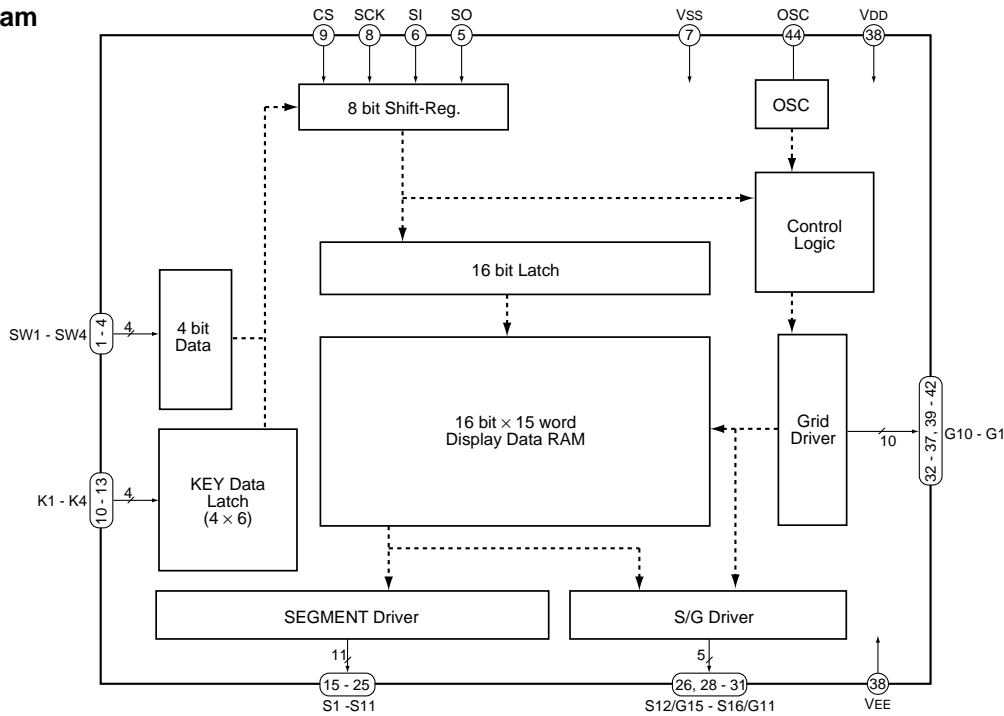 am
CS SCK SI SO VSS OSC VDD
9 8 6 5 7 44 38
8 bit Shift-Reg.
OSC
Control
Logic
16 bit Latch
SW1 - SW4
1 - 4
4
4 bit
Data
16 bit × 15 word
Display Data RAM
Grid
Driver
10
32 - 37, 39 - 42
G10 - G1
K1 - K4
10 - 13
4
KEY Data
Latch
(4 × 6)
SEGMENT Driver
S/G Driver
11
5
15 - 25
26, 28 - 31
38
S1 -S11
S12/G15 - S16/G11
VEE